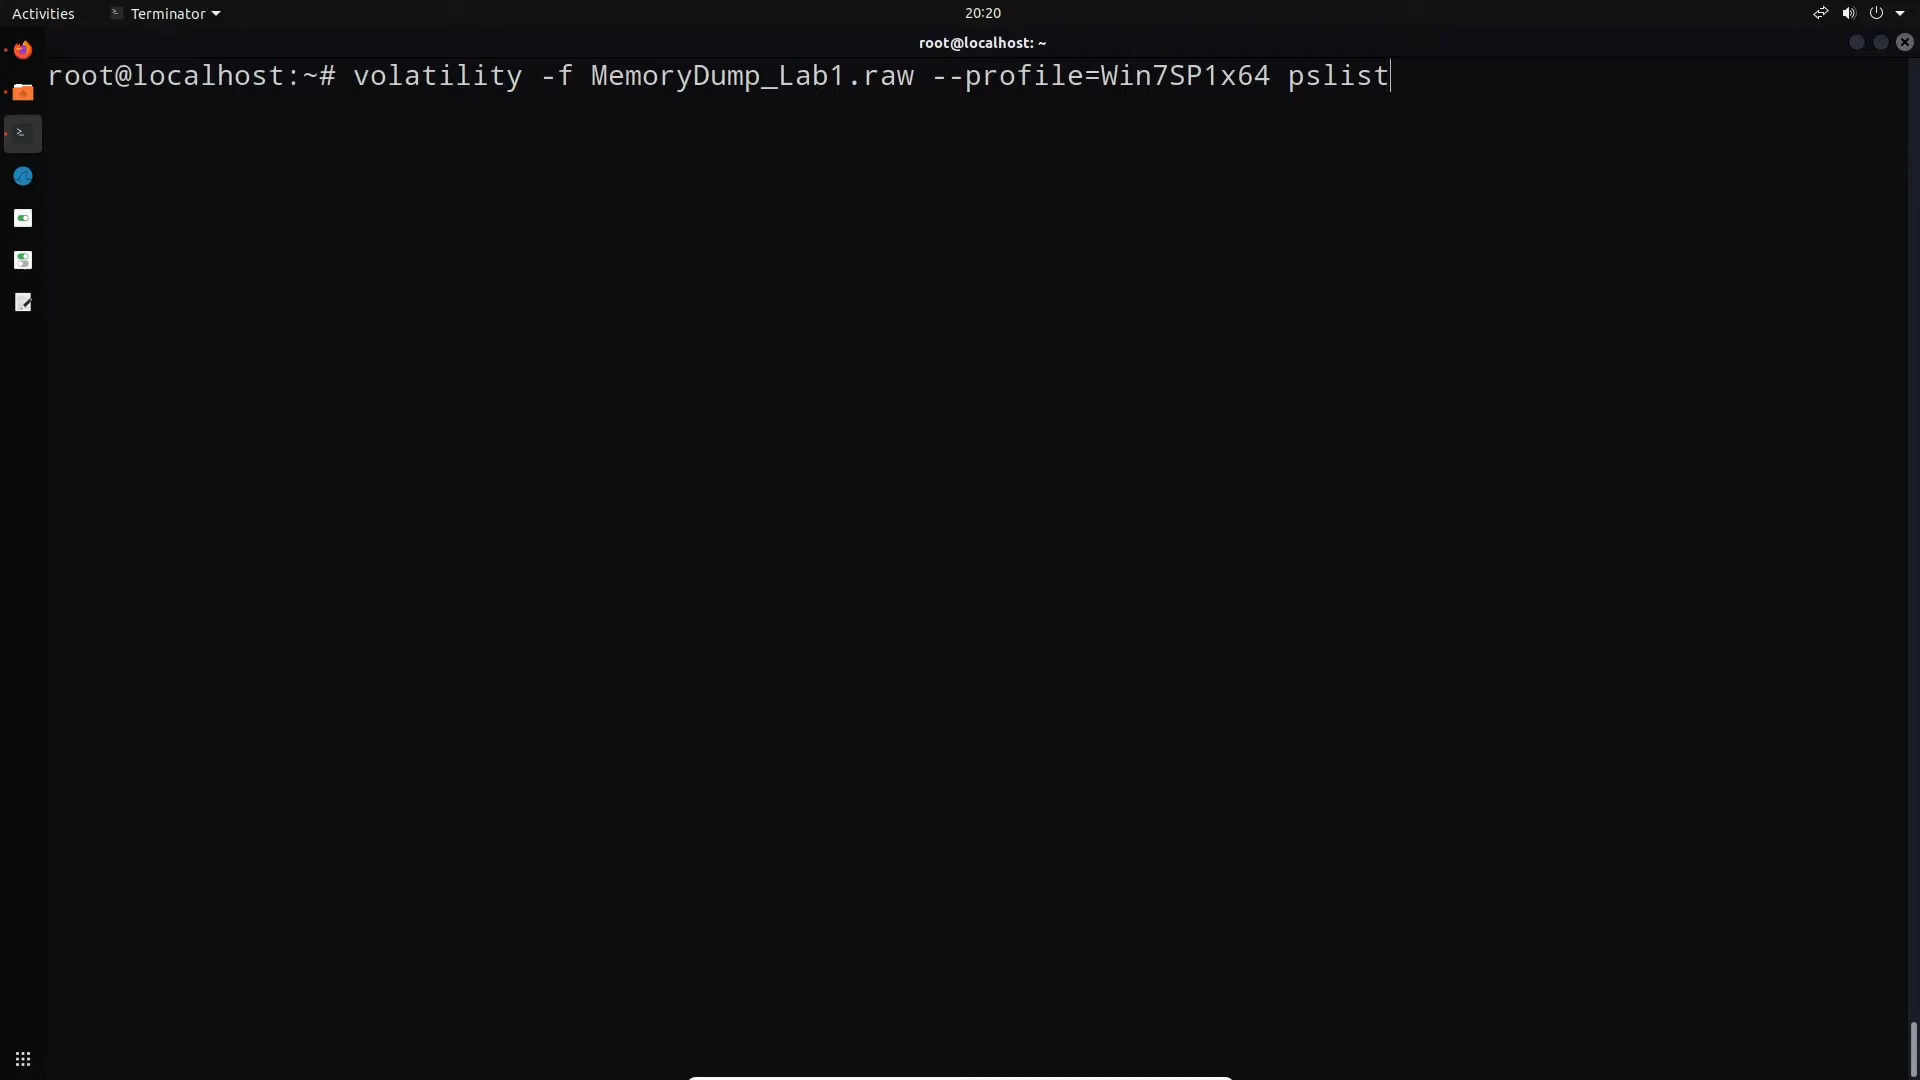 Activities
Terminator
20:20
root@localhost: ~
root@localhost:~# volatility -f MemoryDump_Lab1.raw --profile=Win7SP1x64 pslist